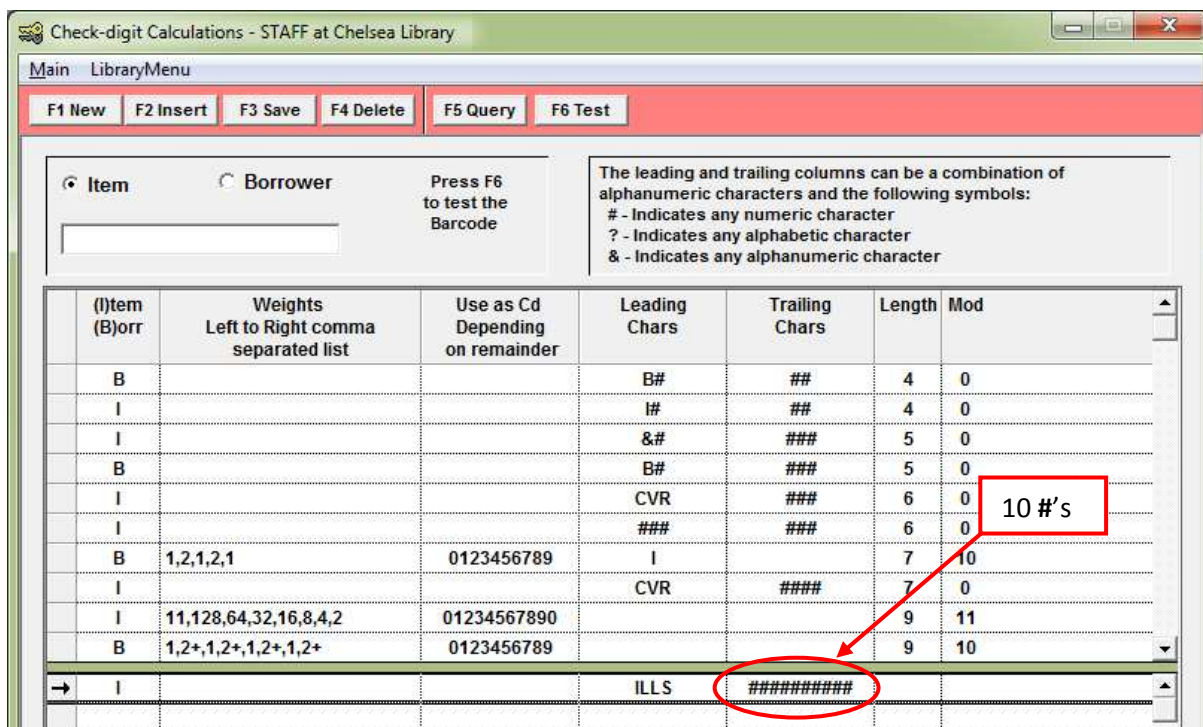 Check-digit Calculations - STAFF at Chelsea Library
Main LibraryMenu
F1 New F2 Insert F3 Save F4 Delete F5 Query F6 Test
Item Borrower
Press F6
to test the
Barcode
The leading and trailing columns can be a combination of
alphanumeric characters and the following symbols:
# - Indicates any numeric character
? - Indicates any alphabetic character
& - Indicates any alphanumeric character
(I)tem (B)orr Weights Left to Right comma separated list Use as Cd Depending on remainder Leading Chars Trailing Chars Length Mod
B B# ## 4 0
I I# ## 4 0
I &# ### 5 0
B B# ### 5 0
I CVR ### 6 0
I ### ### 6 0
B 1,2,1,2,1 0123456789 I 7 10
I CVR #### 7 0
I 11,128,64,32,16,8,4,2 01234567890 9 11
B 1,2+,1,2+,1,2+,1,2+ 0123456789 9 10
I ILLS ##########
10 #'s